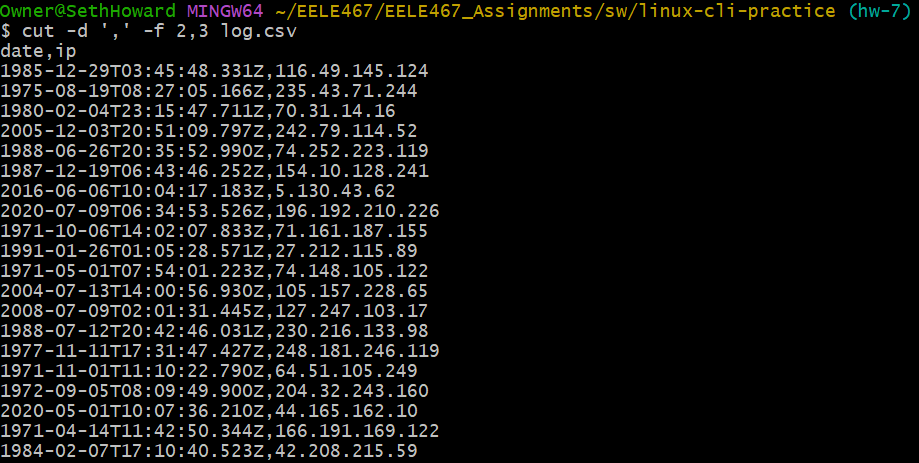 Owner@SethHoward MINGW64 ~/EELE467/EELE467_Assignments/sw/linux-cli-practice (hw-7)
$ cut -d ',' -f 2,3 log.csv
date,ip
1985-12-29T03:45:48.331Z,116.49.145.124
1975-08-19T08:27:05.166Z,235.43.71.244
1980-02-04T23:15:47.711Z,70.31.14.16
2005-12-03T20:51:09.797Z,242.79.114.52
1988-06-26T20:35:52.990Z,74.252.223.119
1987-12-19T06:43:46.252Z,154.10.128.241
2016-06-06T10:04:17.183Z,5.130.43.62
2020-07-09T06:34:53.526Z,196.192.210.226
1971-10-06T14:02:07.833Z,71.161.187.155
1991-01-26T01:05:28.571Z,27.212.115.89
1971-05-01T07:54:01.223Z,74.148.105.122
2004-07-13T14:00:56.930Z,105.157.228.65
2008-07-09T02:01:31.445Z,127.247.103.17
1988-07-12T20:42:46.031Z,230.216.133.98
1977-11-11T17:31:47.427Z,248.181.246.119
1971-11-01T11:10:22.790Z,64.51.105.249
1972-09-05T08:09:49.900Z,204.32.243.160
2020-05-01T10:07:36.210Z,44.165.162.10
1971-04-14T11:42:50.344Z,166.191.169.122
1984-02-07T17:10:40.523Z,42.208.215.59